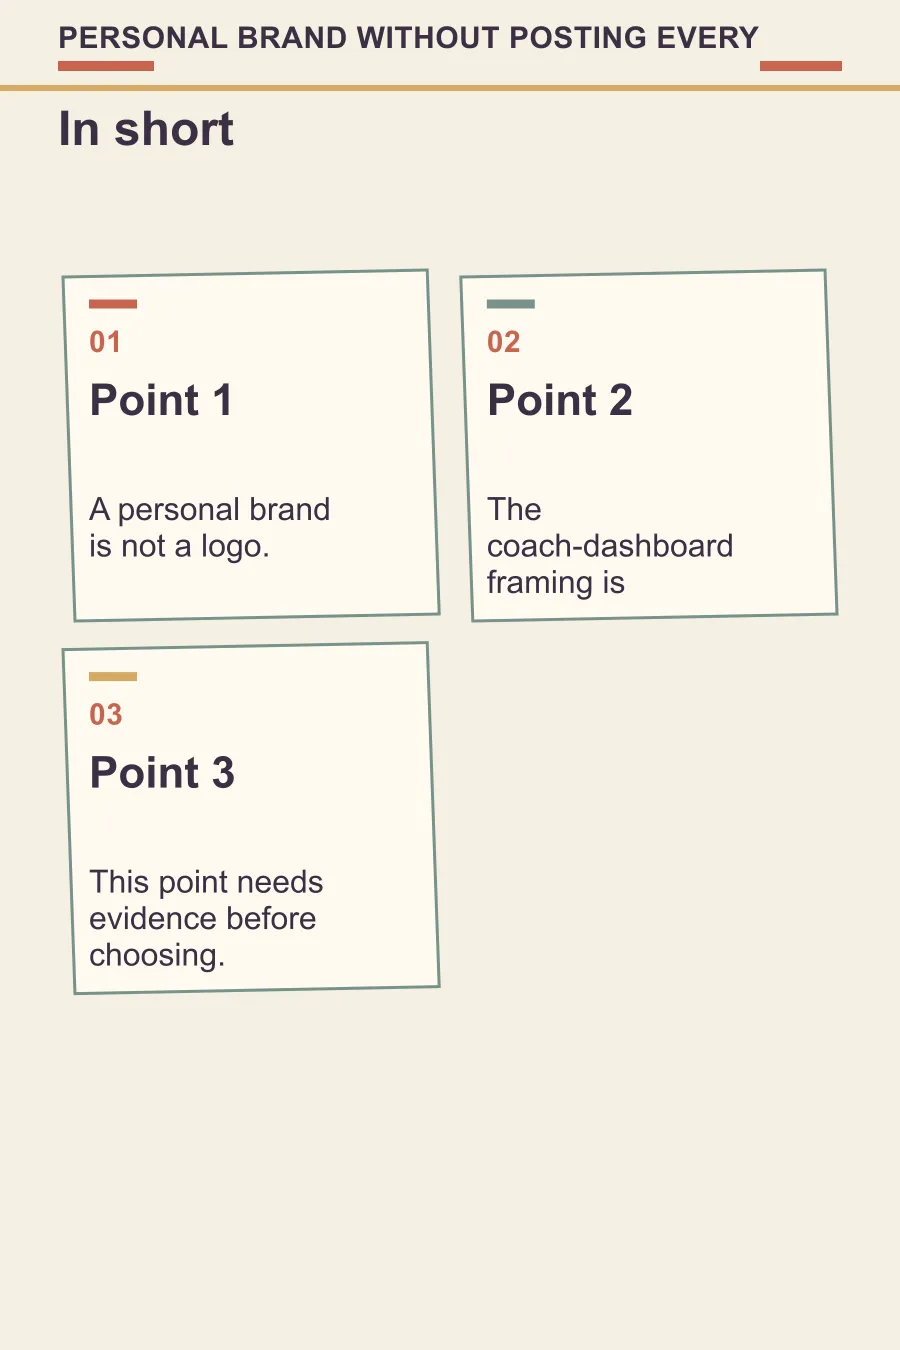 PERSONAL BRAND WITHOUT POSTING EVERY
In short
01
Point 1
A personal brand
is not a logo.
02
Point 2
The
coach-dashboard
framing is
03
Point 3
This point needs
evidence before
choosing.